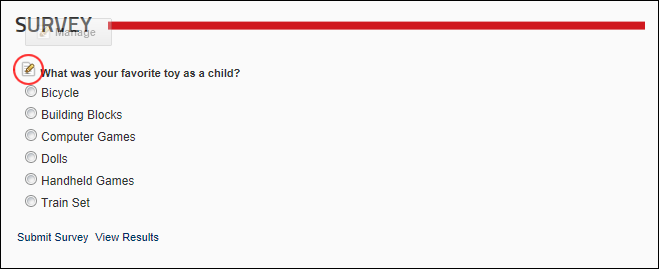 SURVEY
Manage
What was your favorite toy as a child?
Bicycle
Building Blocks
Computer Games
Dolls
Handheld Games
Train Set
Submit Survey View Results